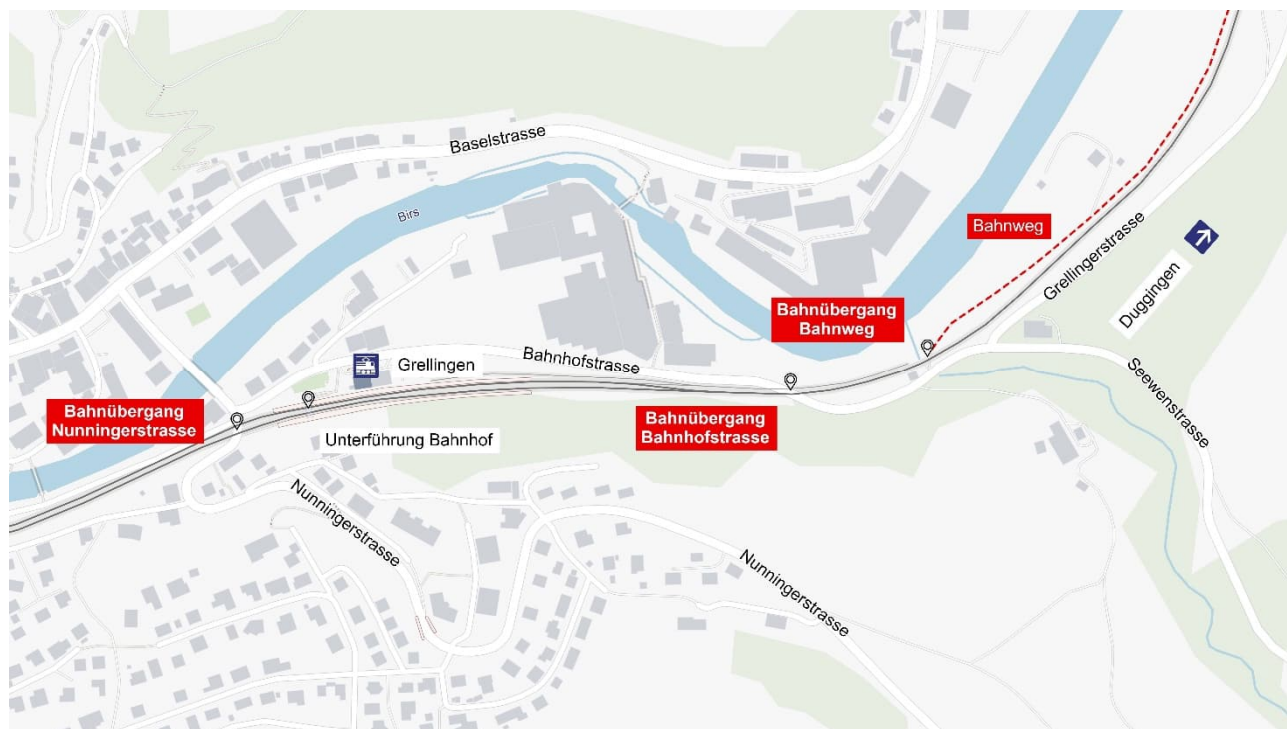 Baselstrasse
Birs
Bahnweg
Grellingerstrasse
Duggingen
Bahnübergang
Bahnweg
Bahnhofstrasse
Grellingen
Seewenstrasse
Bahnübergang
Nunningerstrasse
Bahnübergang
Bahnhofstrasse
Unterführung Bahnhof
Nunningerstrasse
Nunningerstrasse